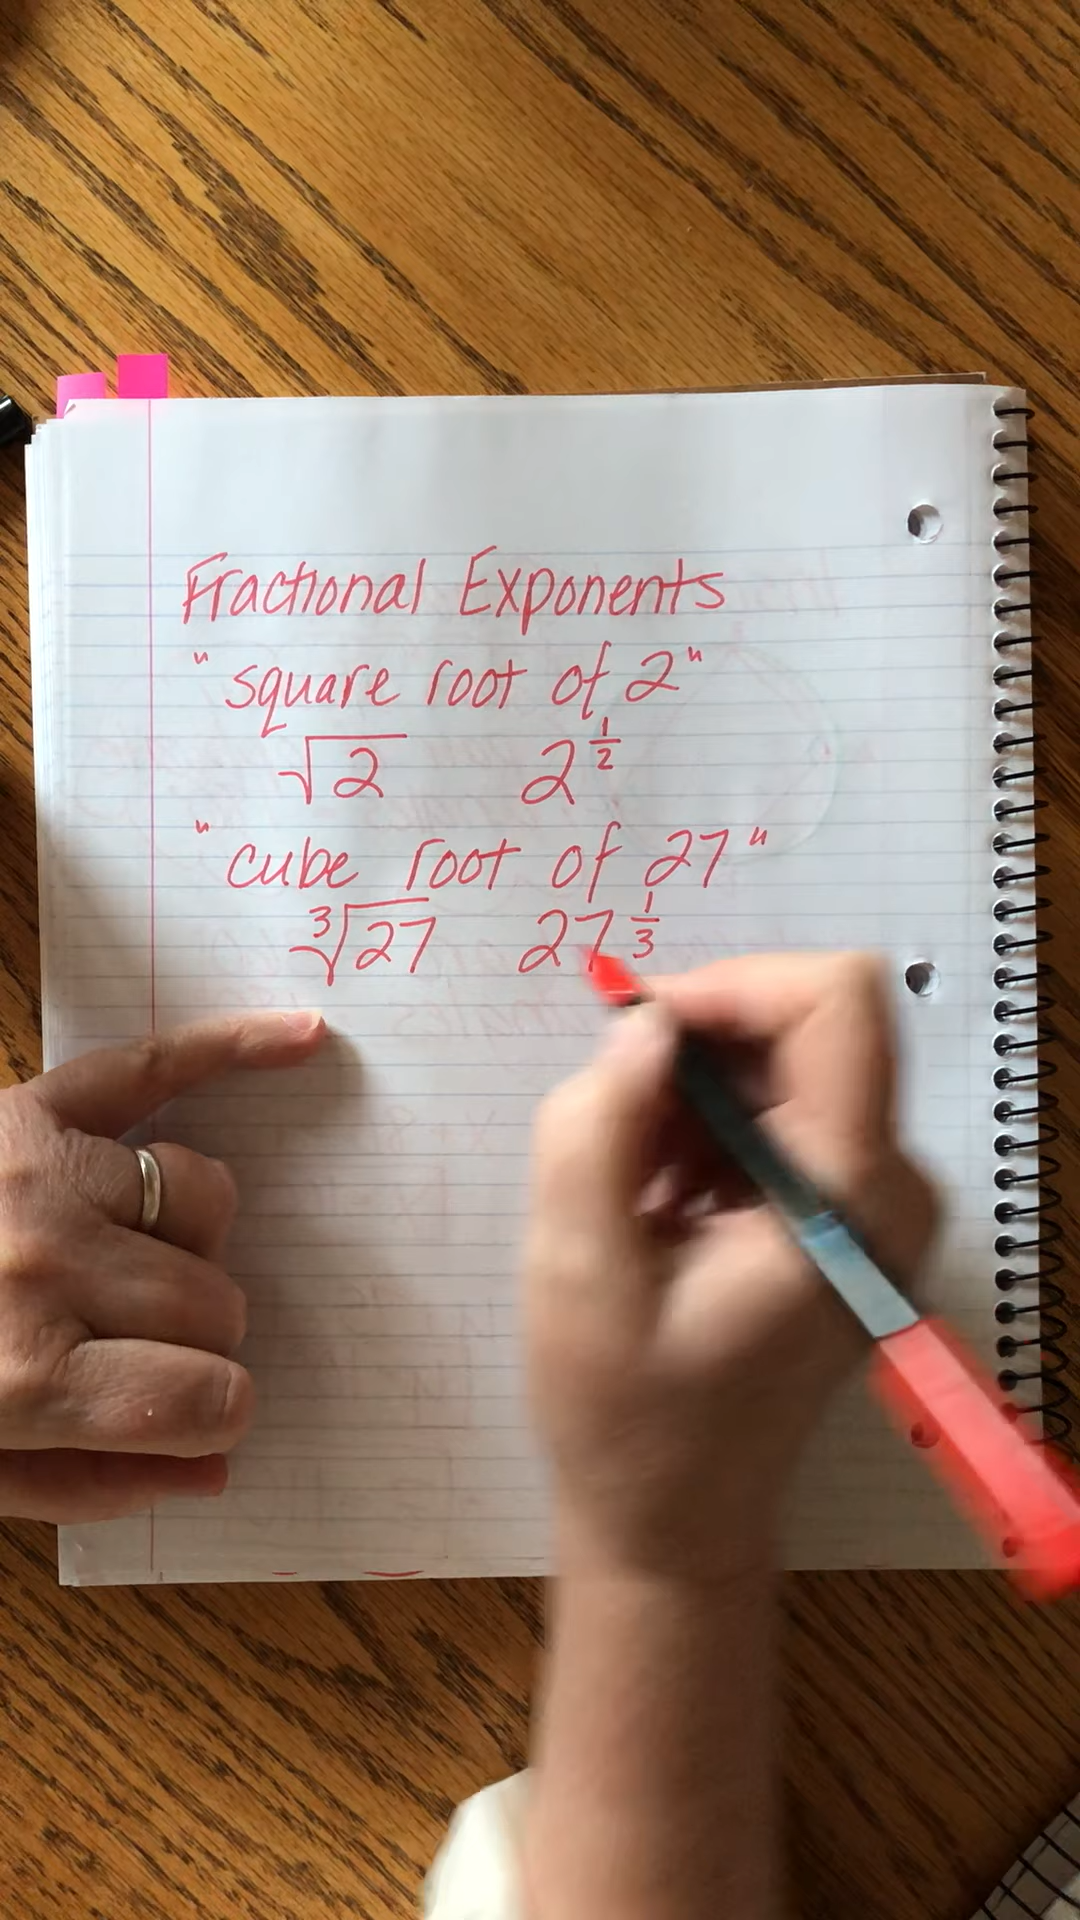 Fractional Exponents
"square root of 2"
√2 2^(1/2)
"cube root of 27"
∛27 27^(1/3)